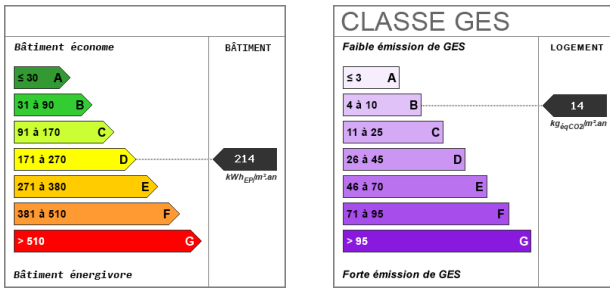 Bâtiment économe
BÂTIMENT
≤ 30 A
31 à 90 B
91 à 170 C
171 à 270 D
214
kWhEP/m².an
271 à 380 E
381 à 510 F
> 510 G
Bâtiment énergivore
CLASSE GES
Faible émission de GES
LOGEMENT
≤ 3 A
4 à 10 B
14
kgéqCO2/m².an
11 à 25 C
26 à 45 D
46 à 70 E
71 à 95 F
> 95 G
Forte émission de GES